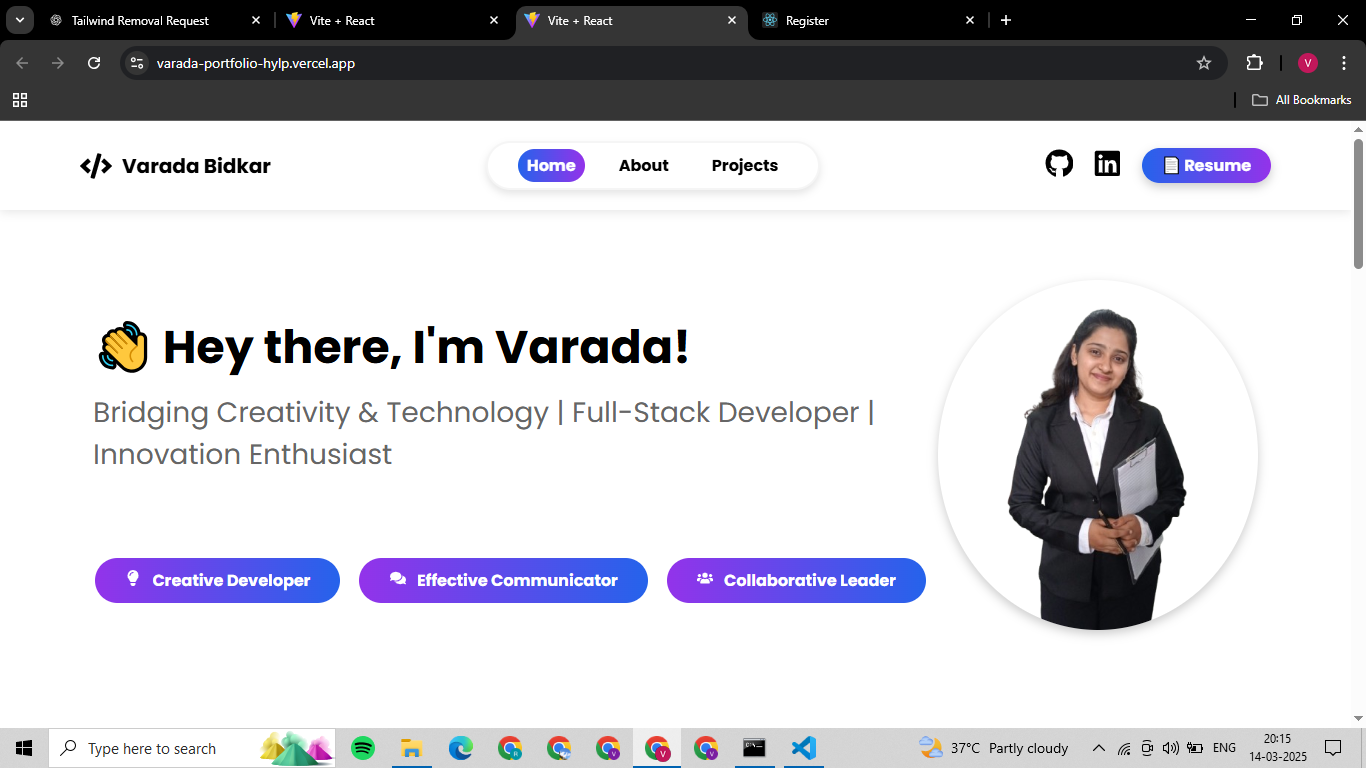 Tailwind Removal Request
Vite + React
Vite + React
Register
varada-portfolio-hylp.vercel.app
V
All Bookmarks
</> Varada Bidkar
Home
About
Projects
in
Resume
👋 Hey there, I'm Varada!
Bridging Creativity & Technology | Full-Stack Developer |
Innovation Enthusiast
Creative Developer
Effective Communicator
Collaborative Leader
Type here to search
37°C Partly cloudy
ENG
20:15
14-03-2025